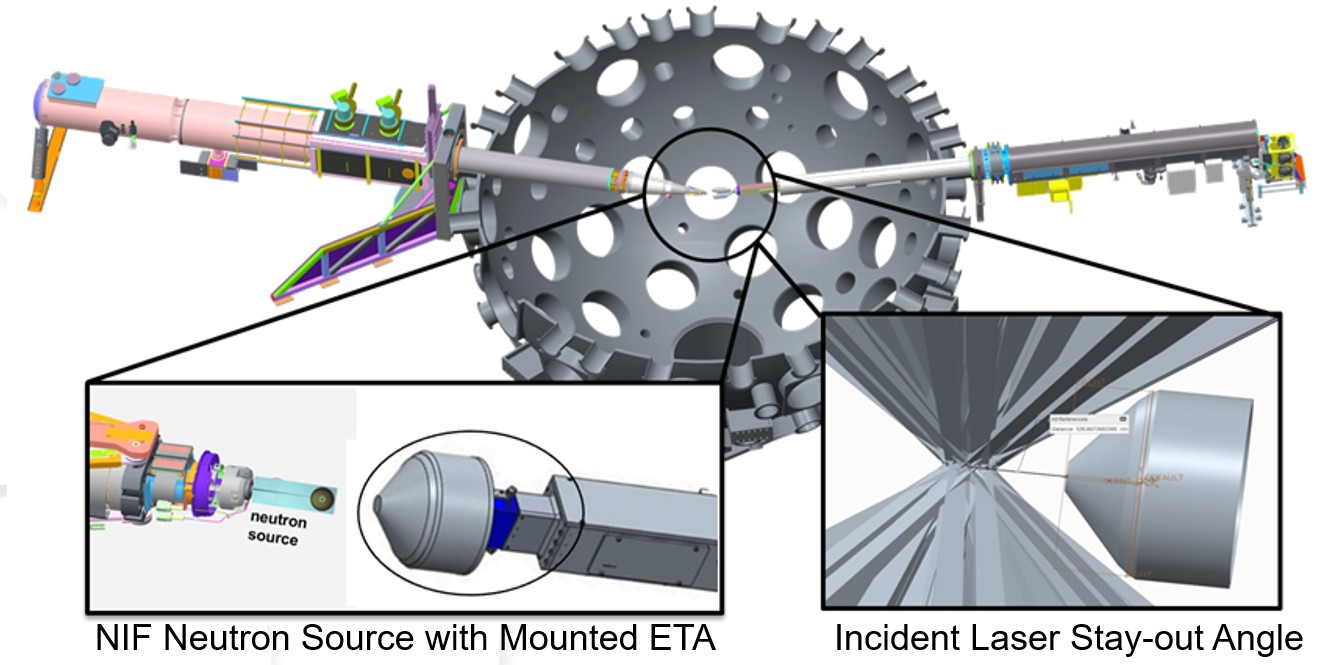 neutron
source
NIF Neutron Source with Mounted ETA
Incident Laser Stay-out Angle